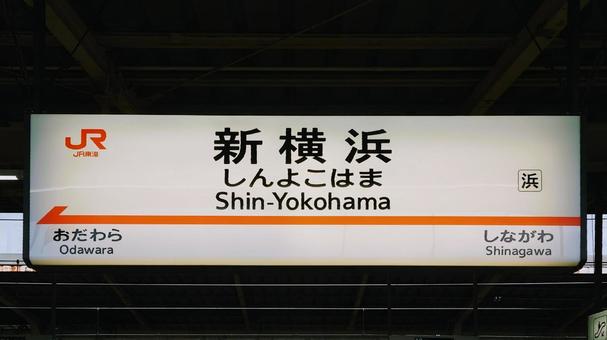 JR
JR東海
新横浜
しんよこはま
Shin-Yokohama
浜
おだわら
Odawara
しながわ
Shinagawa